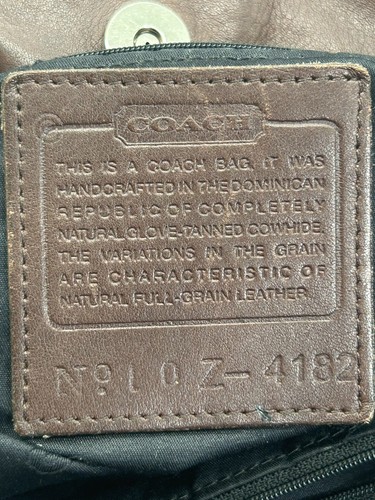 COACH
THIS IS A COACH BAG. IT WAS
HANDCRAFTED IN THE DOMINICAN
REPUBLIC OF COMPLETELY
NATURAL GLOVE-TANNED COWHIDE.
THE VARIATIONS IN THE GRAIN
ARE CHARACTERISTIC OF
NATURAL FULL-GRAIN LEATHER
No L0Z-4182